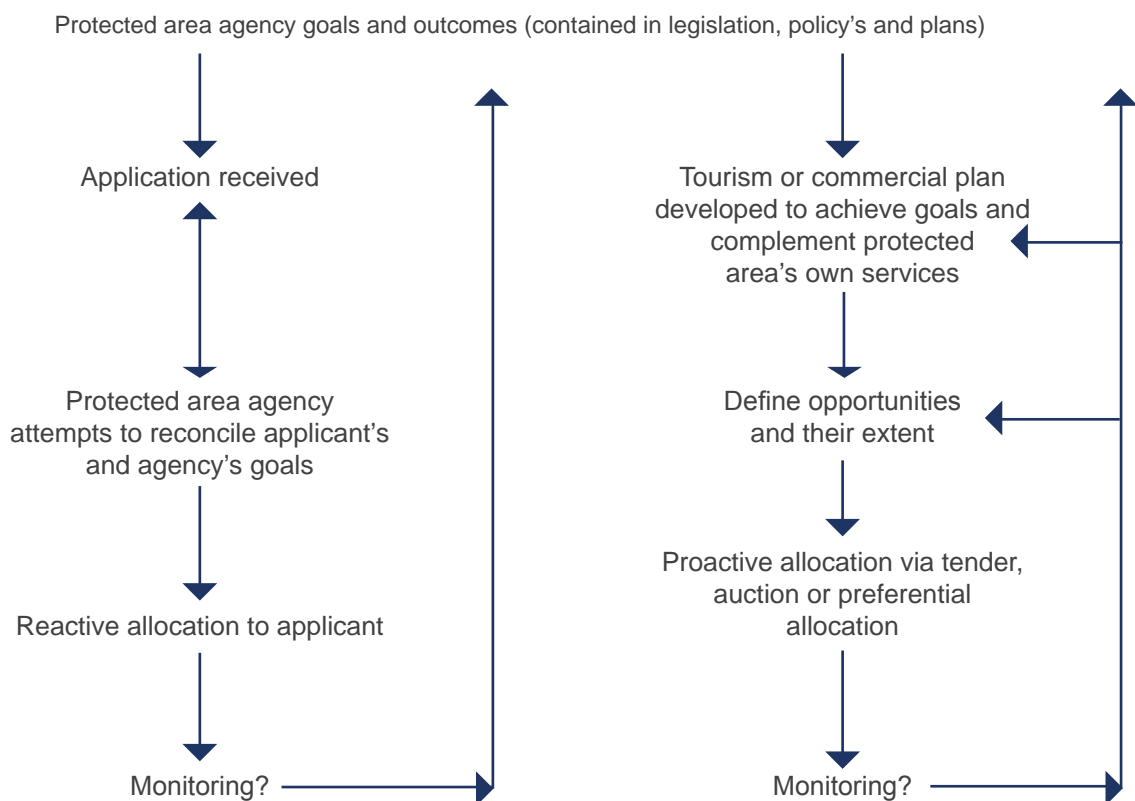 Protected area agency goals and outcomes (contained in legislation, policy's and plans)
Application received
Protected area agency
attempts to reconcile applicant's
and agency's goals
Reactive allocation to applicant
Monitoring?
Tourism or commercial plan
developed to achieve goals and
complement protected
area's own services
Define opportunities
and their extent
Proactive allocation via tender,
auction or preferential
allocation
Monitoring?